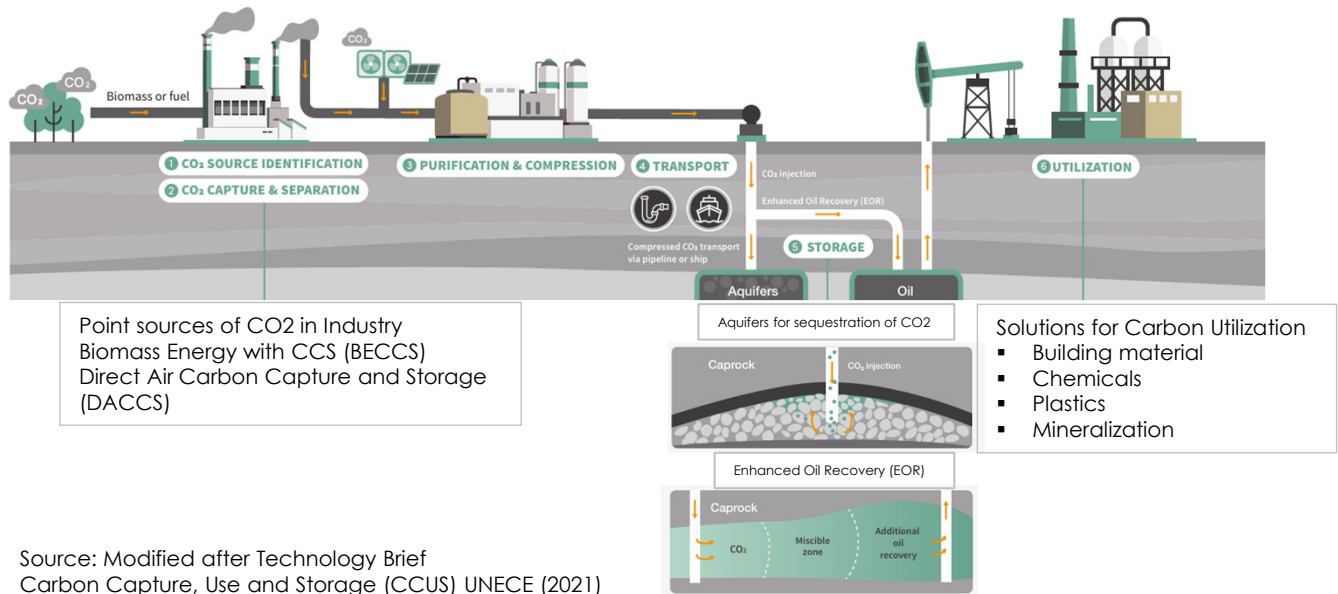 CO₂
CO₂
Biomass or fuel
CO₂
1 CO₂ SOURCE IDENTIFICATION
2 CO₂ CAPTURE & SEPARATION
3 PURIFICATION & COMPRESSION
4 TRANSPORT
Compressed CO₂ transport
via pipeline or ship
CO₂ injection
Enhanced Oil Recovery (EOR)
5 STORAGE
6 UTILIZATION
Aquifers
Oil
Point sources of CO2 in Industry
Biomass Energy with CCS (BECCS)
Direct Air Carbon Capture and Storage
(DACCS)
Aquifers for sequestration of CO2
Caprock
CO₂ injection
Enhanced Oil Recovery (EOR)
Caprock
CO₂
Miscible
zone
Additional
oil
recovery
Solutions for Carbon Utilization
▪ Building material
▪ Chemicals
▪ Plastics
▪ Mineralization
Source: Modified after Technology Brief
Carbon Capture, Use and Storage (CCUS) UNECE (2021)